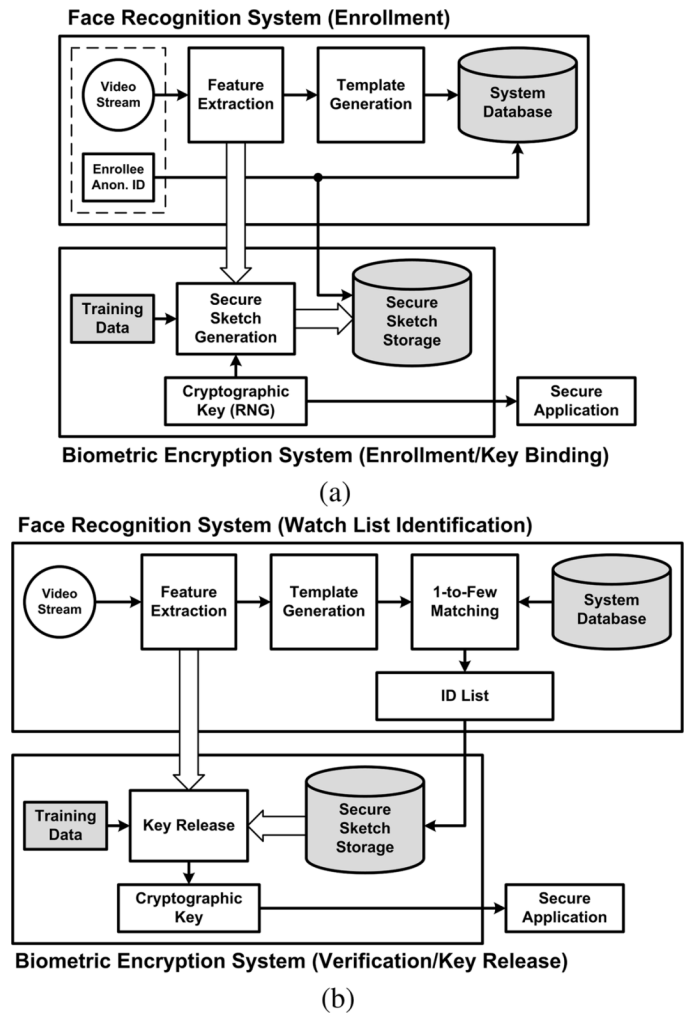 Face Recognition System (Enrollment)
Video
Stream
Feature
Extraction
Template
Generation
System
Database
Enrollee
Anon. ID
Training
Data
Secure
Sketch
Generation
Secure
Sketch
Storage
Cryptographic
Key (RNG)
Secure
Application
Biometric Encryption System (Enrollment/Key Binding)
(a)
Face Recognition System (Watch List Identification)
Video
Stream
Feature
Extraction
Template
Generation
1-to-Few
Matching
System
Database
ID List
Training
Data
Key Release
Secure
Sketch
Storage
Cryptographic
Key
Secure
Application
Biometric Encryption System (Verification/Key Release)
(b)